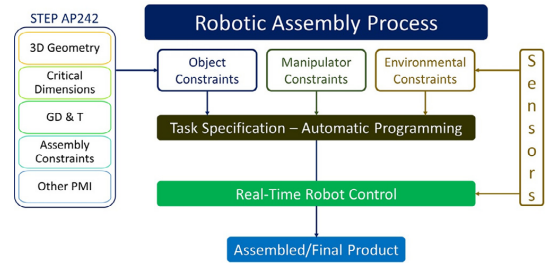 STEP AP242
3D Geometry
Critical
Dimensions
GD & T
Assembly
Constraints
Other PMI
Robotic Assembly Process
Object
Constraints
Manipulator
Constraints
Environmental
Constraints
Task Specification – Automatic Programming
Real-Time Robot Control
Assembled/Final Product
Sensors